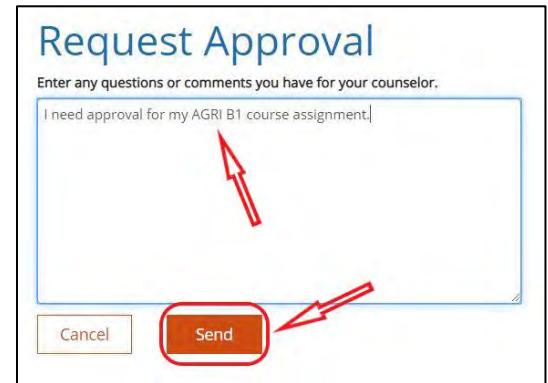 Request Approval
Enter any questions or comments you have for your counselor.
I need approval for my AGRI B1 course assignment.
Cancel Send